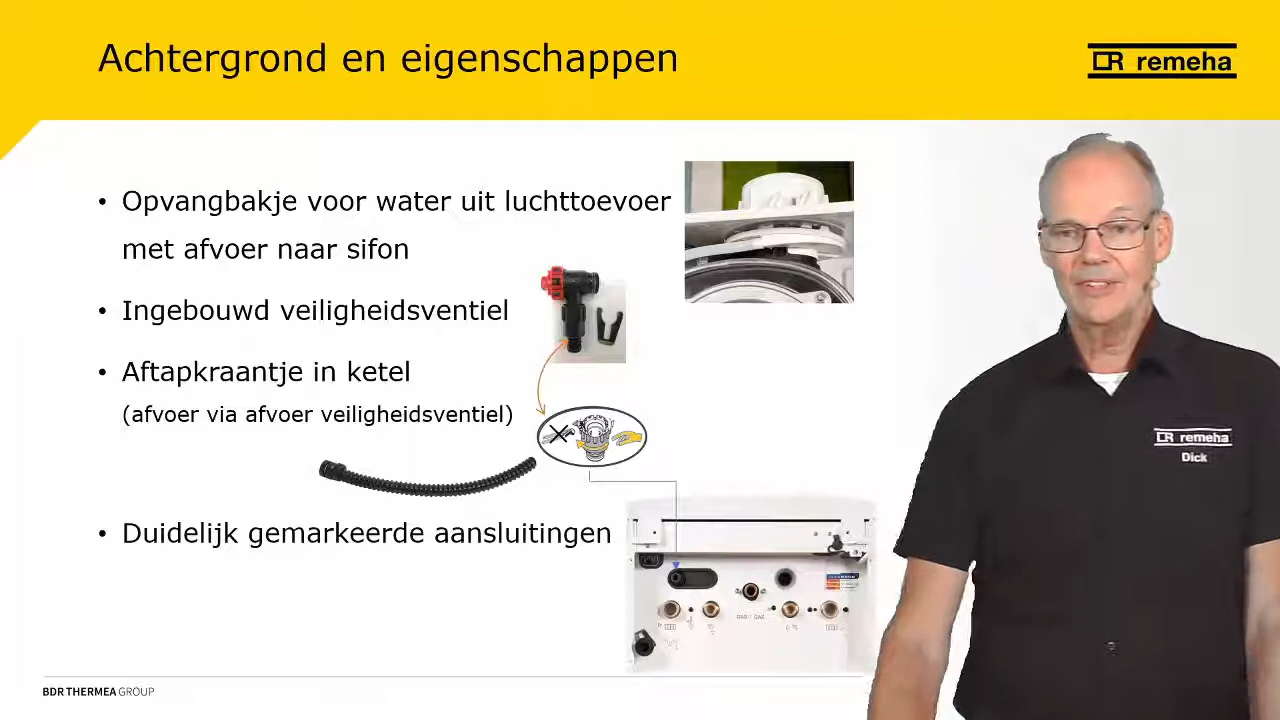 Achtergrond en eigenschappen
remeha
• Opvangbakje voor water uit luchttoevoer
met afvoer naar sifon
• Ingebouwd veiligheidsventiel
• Aftapkraantje in ketel
(afvoer via afvoer veiligheidsventiel)
• Duidelijk gemarkeerde aansluitingen
remeha
Dick
BDR THERMEA GROUP